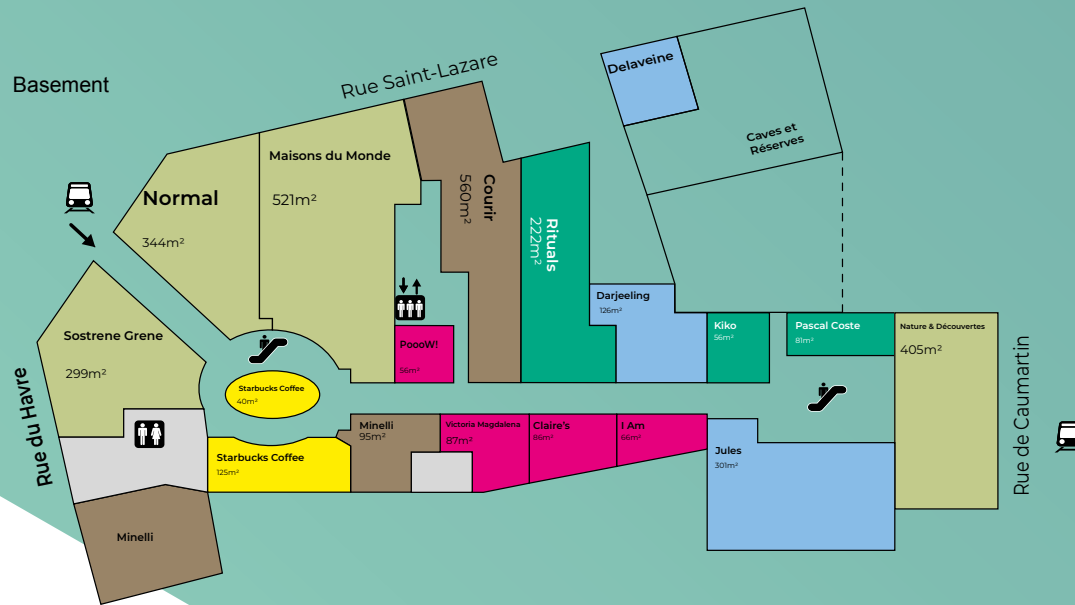 Basement
Rue Saint-Lazare
Delaveine
Caves et
Réserves
Normal
344m²
Maisons du Monde
521m²
Courir
560m²
Rituals
222m²
Darjeeling
126m²
Kiko
56m²
Pascal Coste
81m²
Nature & Découvertes
405m²
Sostrene Grene
299m²
PoooW!
56m²
Starbucks Coffee
40m²
Starbucks Coffee
125m²
Minelli
95m²
Victoria Magdalena
87m²
Claire's
86m²
I Am
66m²
Jules
301m²
Minelli
Rue du Havre
Rue de Caumartin